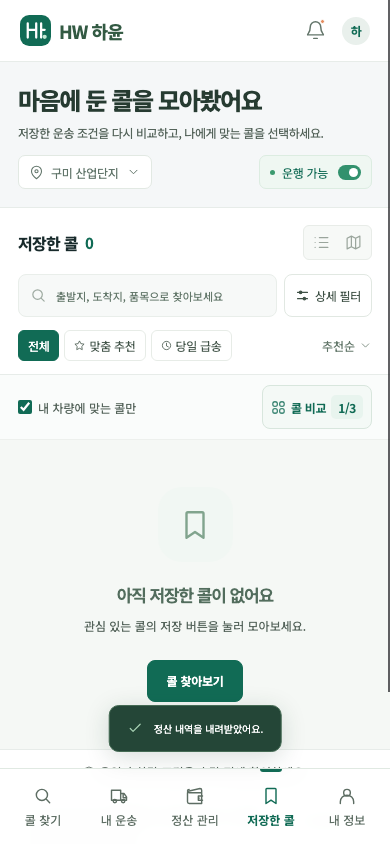 Ht HW 하윤
하
마음에 둔 콜을 모아봤어요
저장한 운송 조건을 다시 비교하고, 나에게 맞는 콜을 선택하세요.
구미 산업단지
운행 가능
저장한 콜 0
출발지, 도착지, 품목으로 찾아보세요
상세 필터
전체
맞춤 추천
당일 급송
추천순
내 차량에 맞는 콜만
콜 비교 1/3
아직 저장한 콜이 없어요
관심 있는 콜의 저장 버튼을 눌러 모아보세요.
콜 찾아보기
정산 내역을 내려받았어요.
콜 찾기
내 운송
정산 관리
저장한 콜
내 정보